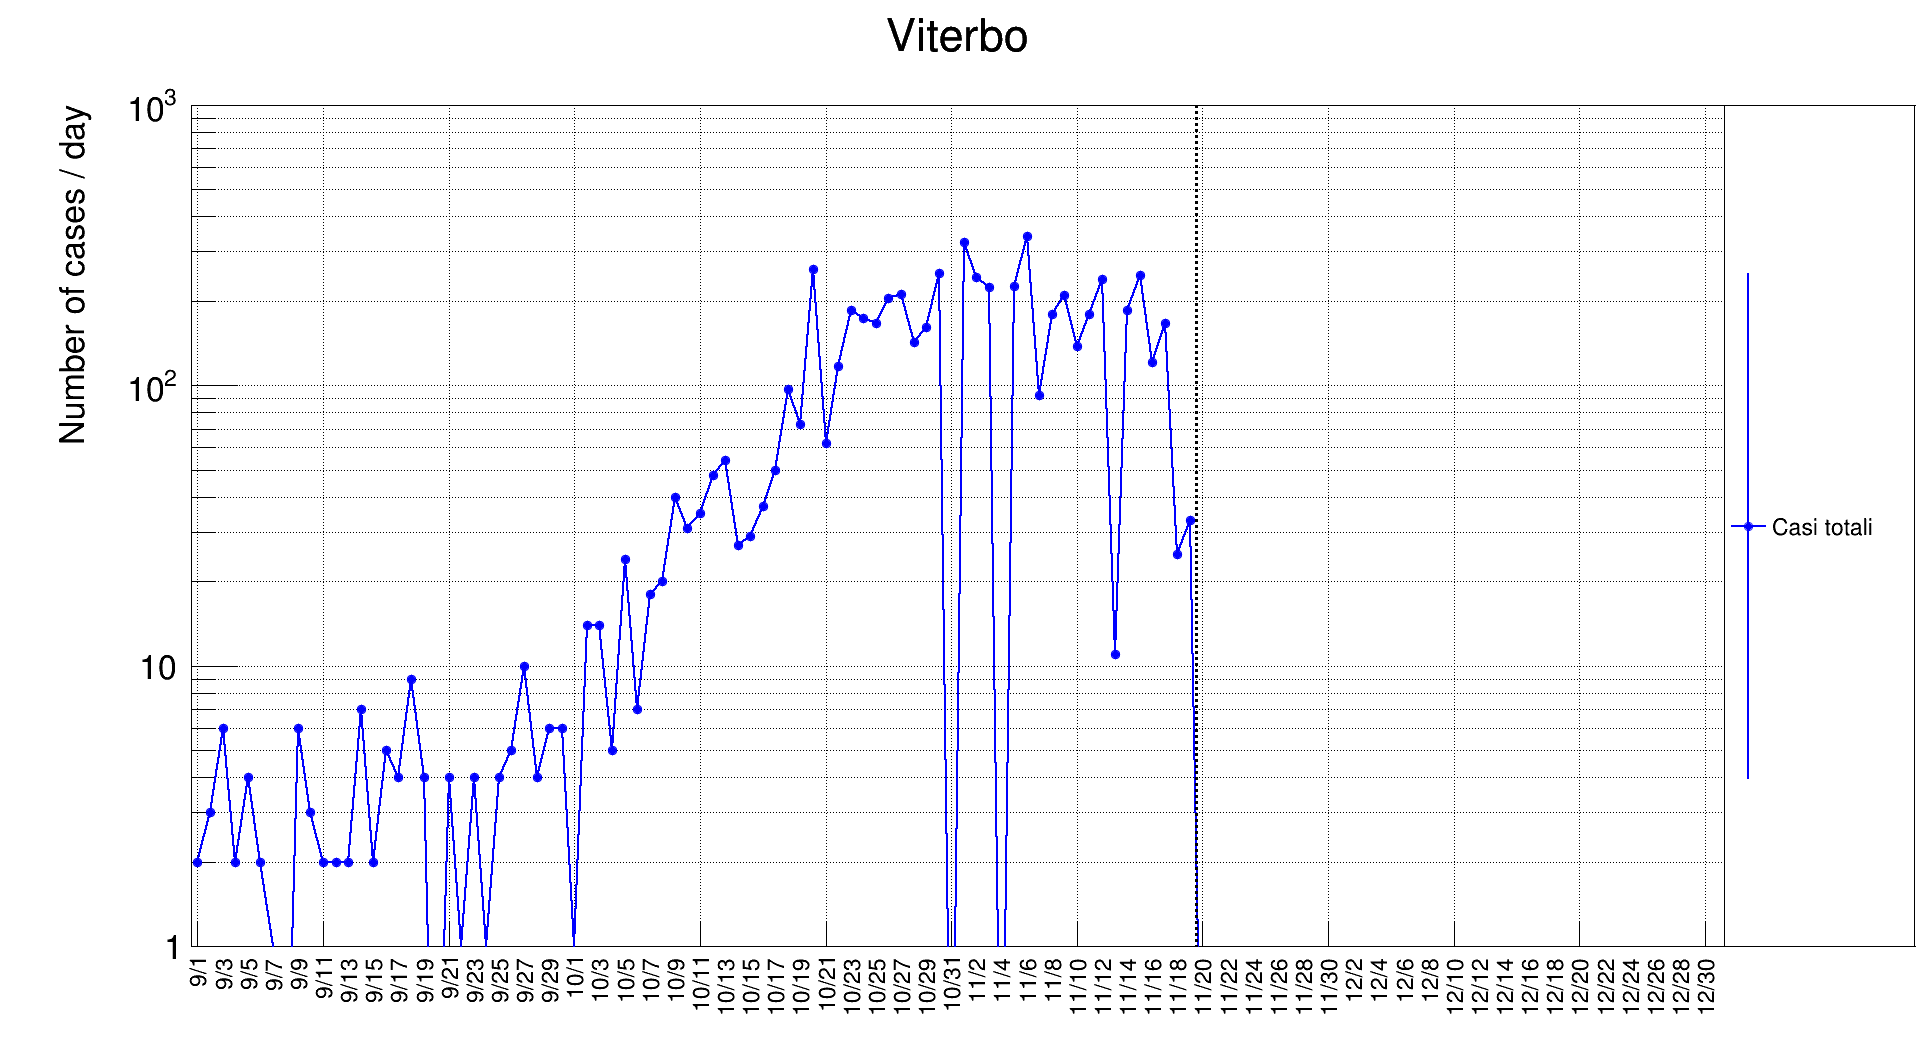 Viterbo
Number of cases / day
10³
10²
10
1
9/1 9/3 9/5 9/7 9/9 9/11 9/13 9/15 9/17 9/19 9/21 9/23 9/25 9/27 9/29 10/1 10/3 10/5 10/7 10/9 10/11 10/13 10/15 10/17 10/19 10/21 10/23 10/25 10/27 10/29 10/31 11/2 11/4 11/6 11/8 11/10 11/12 11/14 11/16 11/18 11/20 11/22 11/24 11/26 11/28 11/30 12/2 12/4 12/6 12/8 12/10 12/12 12/14 12/16 12/18 12/20 12/22 12/24 12/26 12/28 12/30
Casi totali